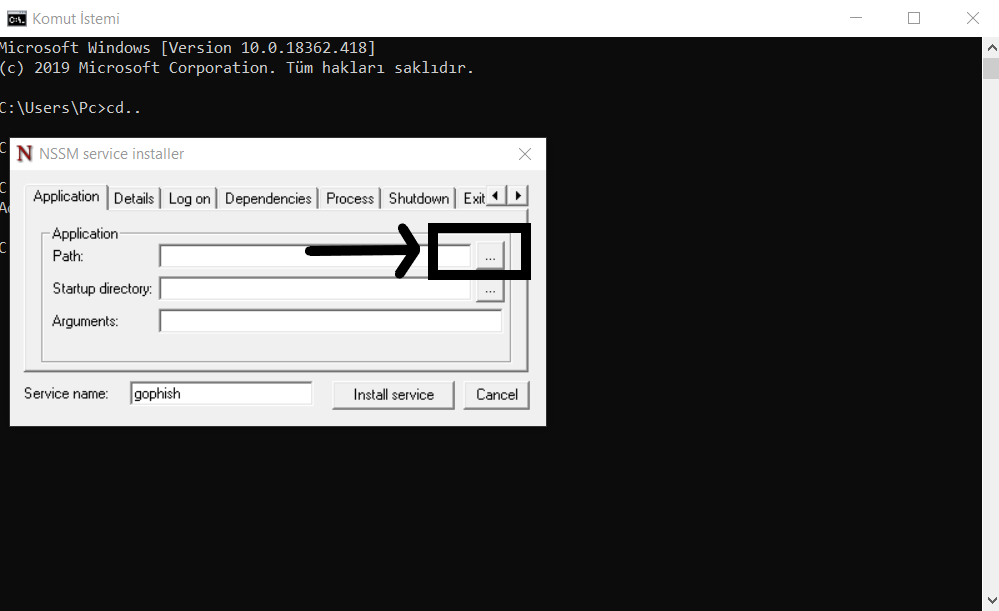 Komut İstemi
Microsoft Windows [Version 10.0.18362.418]
(c) 2019 Microsoft Corporation. Tüm hakları saklıdır.
C:\Users\Pc>cd..
C
NSSM service installer
C
Application Details Log on Dependencies Process Shutdown Exit
A
Application
C
Path: ...
Startup directory: ...
Arguments:
Service name: gophish Install service Cancel